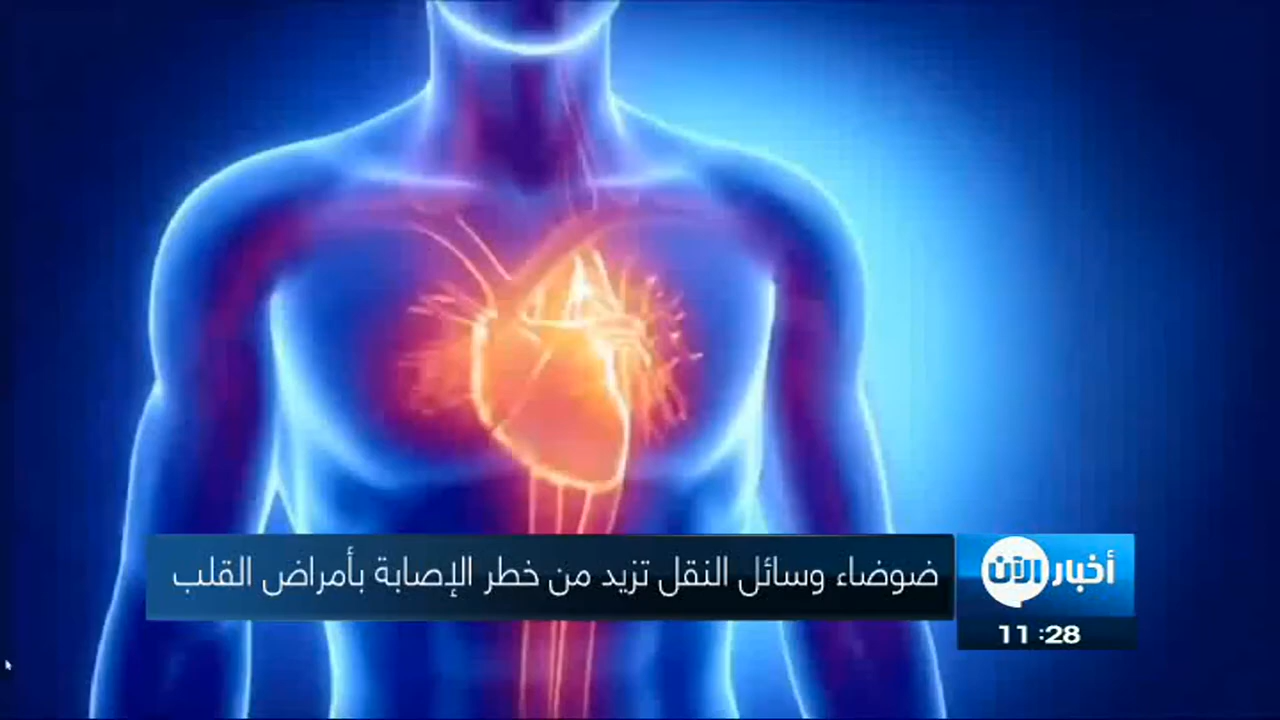 ضوضاء وسائل النقل تزيد من خطر الإصابة بأمراض القلب
أخبار الآن
11:28